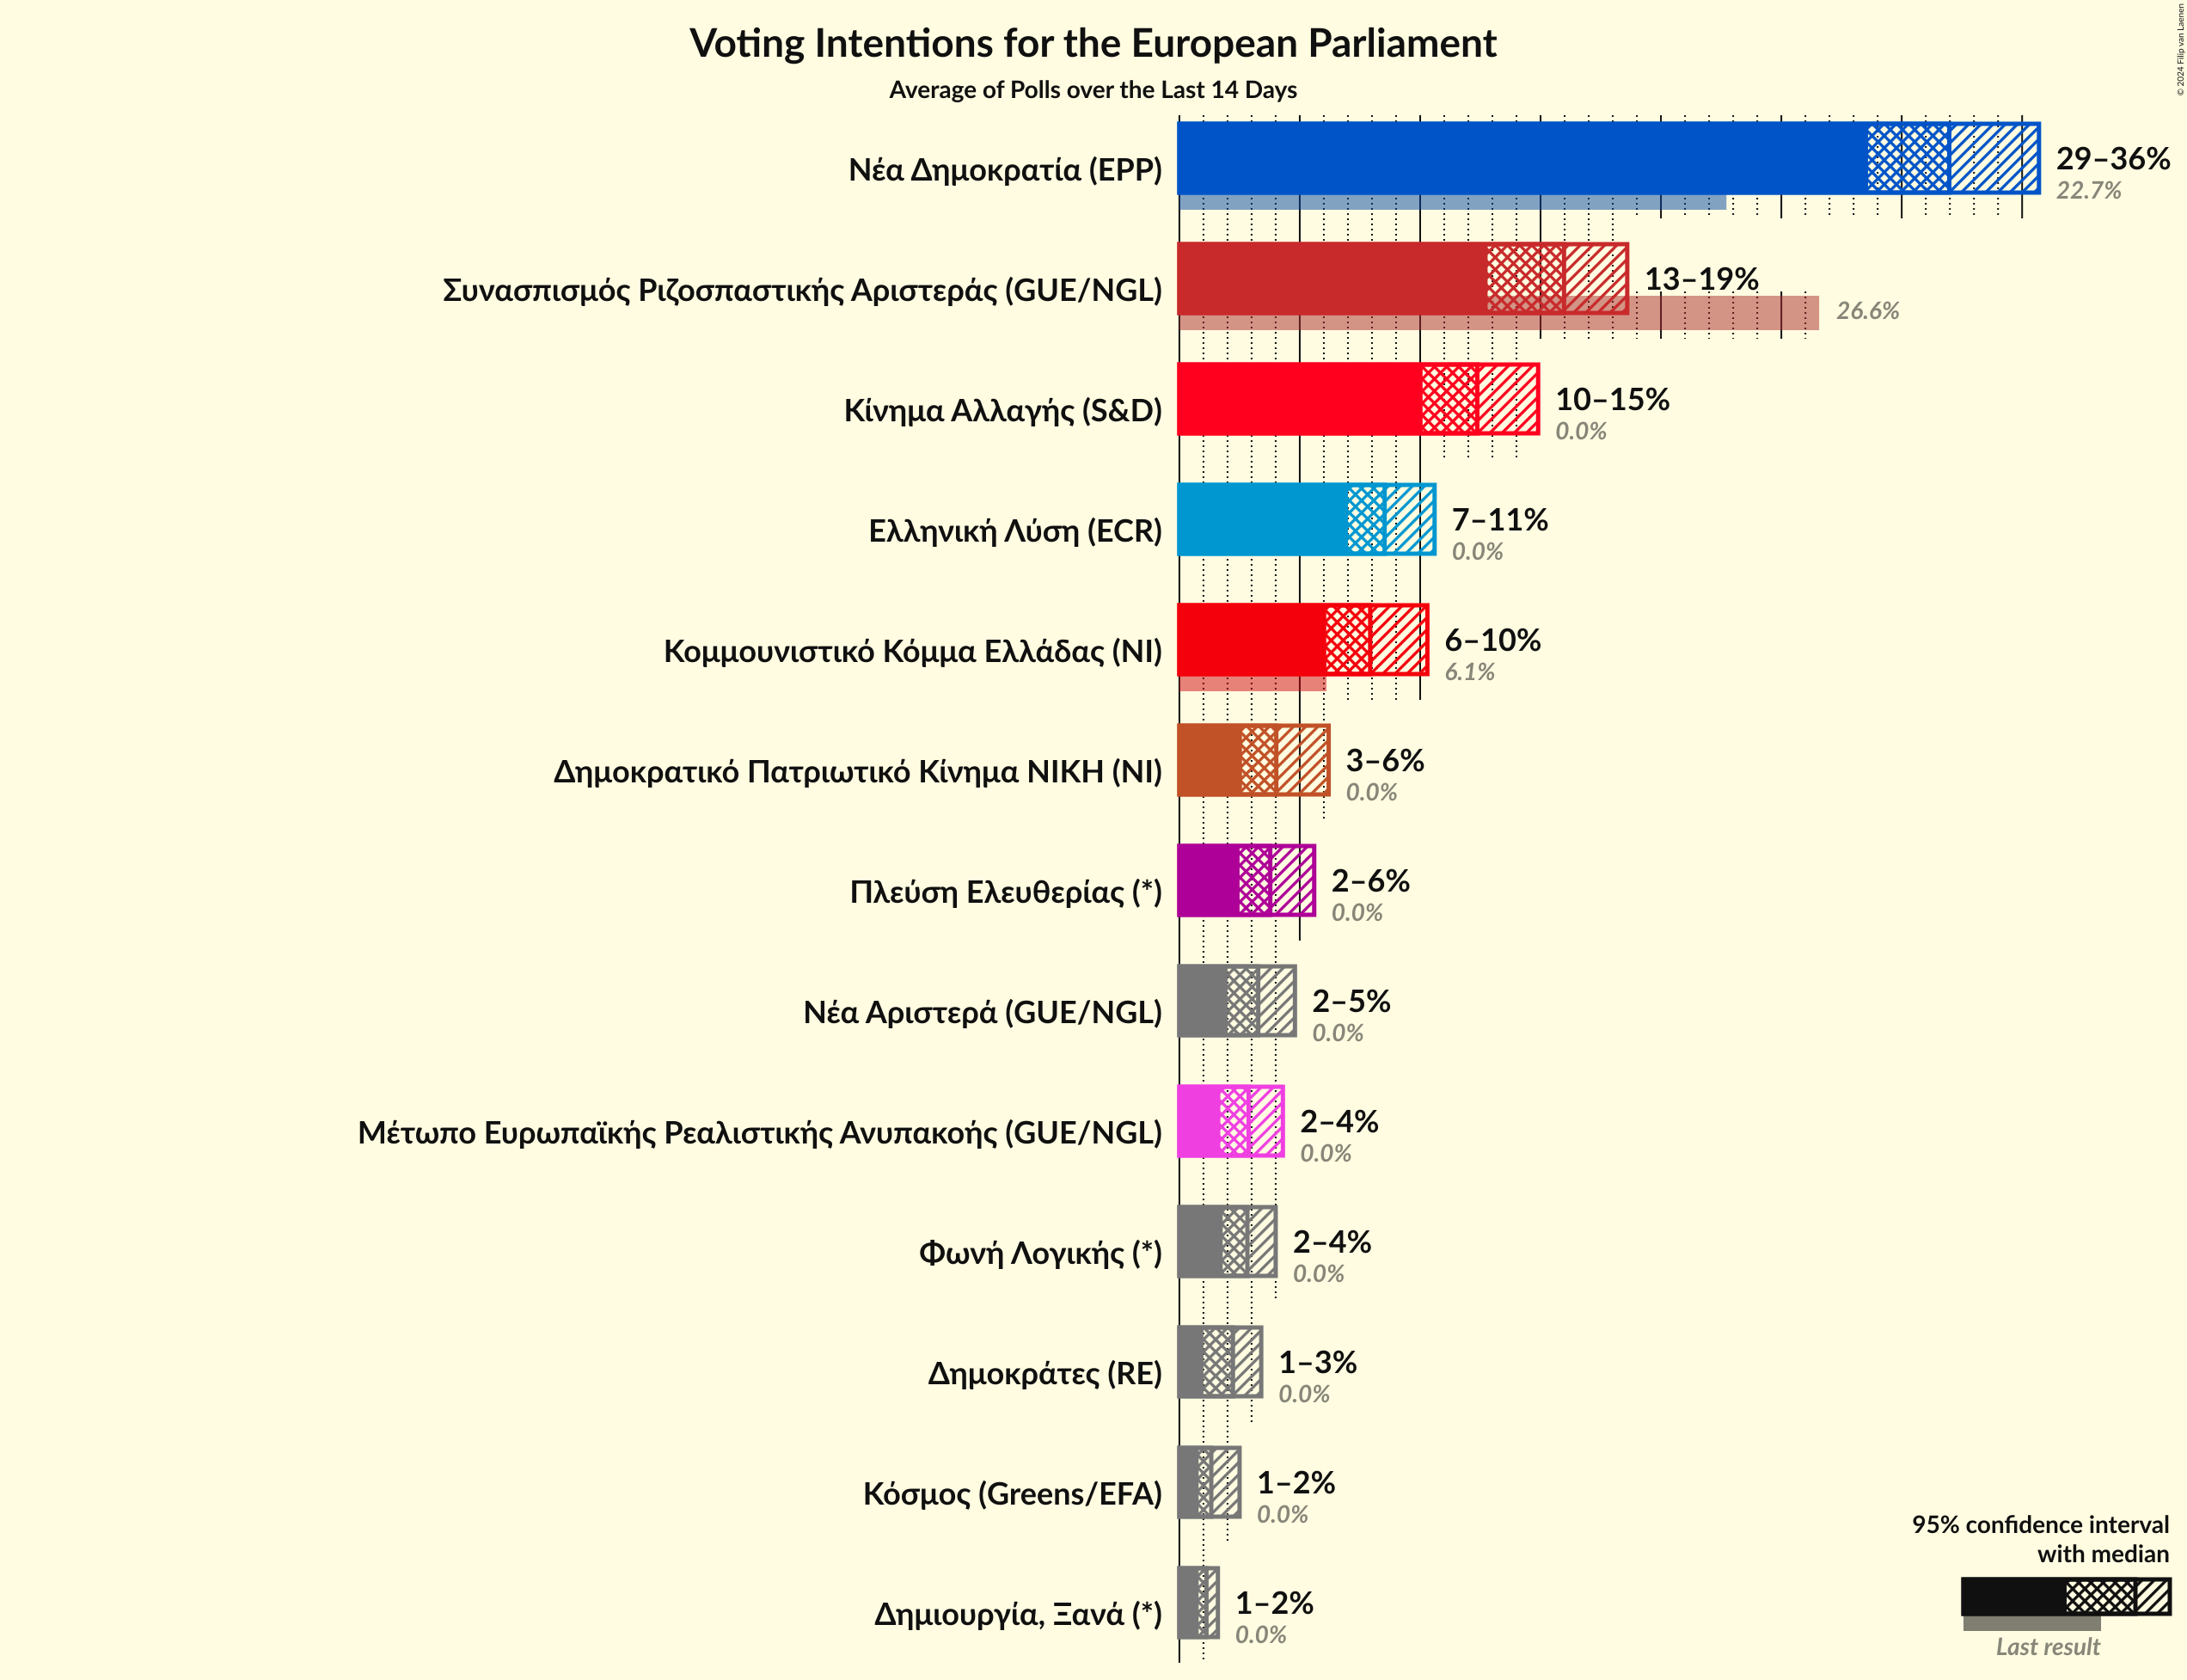 © 2024 Filip van Laenen
Voting Intentions for the European Parliament
Average of Polls over the Last 14 Days
Νέα Δημοκρατία (EPP)
29–36%
22.7%
Συνασπισμός Ριζοσπαστικής Αριστεράς (GUE/NGL)
13–19%
26.6%
Κίνημα Αλλαγής (S&D)
10–15%
0.0%
Ελληνική Λύση (ECR)
7–11%
0.0%
Κομμουνιστικό Κόμμα Ελλάδας (NI)
6–10%
6.1%
Δημοκρατικό Πατριωτικό Κίνημα ΝΙΚΗ (NI)
3–6%
0.0%
Πλεύση Ελευθερίας (*)
2–6%
0.0%
Νέα Αριστερά (GUE/NGL)
2–5%
0.0%
Μέτωπο Ευρωπαϊκής Ρεαλιστικής Ανυπακοής (GUE/NGL)
2–4%
0.0%
Φωνή Λογικής (*)
2–4%
0.0%
Δημοκράτες (RE)
1–3%
0.0%
Κόσμος (Greens/EFA)
1–2%
0.0%
Δημιουργία, Ξανά (*)
1–2%
0.0%
95% confidence interval
with median
Last result